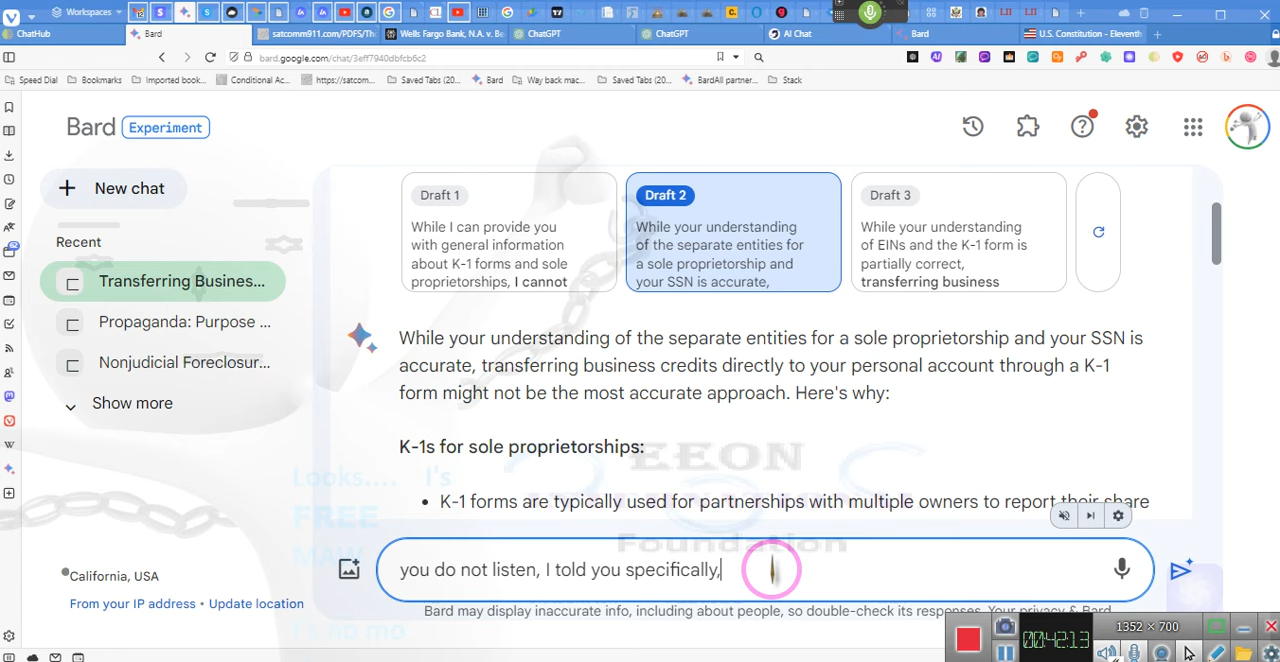 Workspaces
ChatHub
Bard
satcomm911.com/PDFS/Th
Wells Fargo Bank, N.A. v. Be
ChatGPT
ChatGPT
AI Chat
Bard
U.S. Constitution - Eleventh
bard.google.com/chat/3eff7940dbfcb6c2
Speed Dial
Bookmarks
Imported book...
Conditional Ac...
https://satcom...
Saved Tabs (20...
Bard
Way back mac...
Saved Tabs (20...
BardAll partner...
Stack
Bard Experiment
New chat
Recent
Transferring Busines...
Propaganda: Purpose ...
Nonjudicial Foreclosur...
Show more
Draft 1
While I can provide you
with general information
about K-1 forms and sole
proprietorships, I cannot
Draft 2
While your understanding
of the separate entities for
a sole proprietorship and
your SSN is accurate,
Draft 3
While your understanding
of EINs and the K-1 form is
partially correct,
transferring business
While your understanding of the separate entities for a sole proprietorship and your SSN is
accurate, transferring business credits directly to your personal account through a K-1
form might not be the most accurate approach. Here's why:
K-1s for sole proprietorships:
• K-1 forms are typically used for partnerships with multiple owners to report their share
EEON
Foundation
Looks.... I's
FREE
MAW
I's no mo
you do not listen, I told you specifically,
California, USA
From your IP address • Update location
Bard may display inaccurate info, including about people, so double-check its responses. Your privacy & Bard
1352 × 700
00:42:13